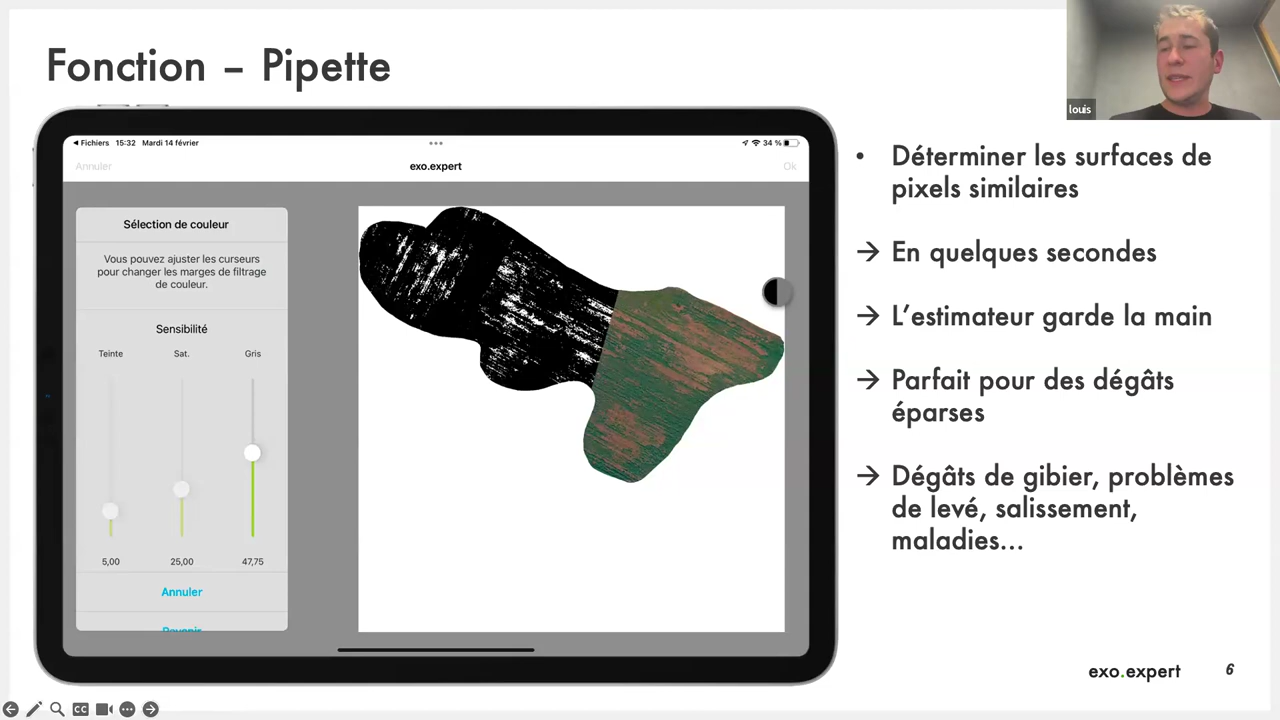 Fonction – Pipette
louis
Fichiers 15:32 Mardi 14 février
34 %
Annuler
exo.expert
Ok
Sélection de couleur
Vous pouvez ajuster les curseurs
pour changer les marges de filtrage
de couleur.
Sensibilité
Teinte Sat. Gris
5,00 25,00 47,75
Annuler
• Déterminer les surfaces de
pixels similaires
→ En quelques secondes
→ L’estimateur garde la main
→ Parfait pour des dégâts
éparses
→ Dégâts de gibier, problèmes
de levé, salissement,
maladies...
exo.expert
6
CC